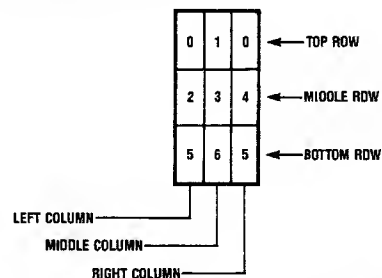 0 1 0 TOP ROW
2 3 4 MIDDLE RDW
5 6 5 BOTTOM RDW
LEFT COLUMN
MIDDLE COLUMN
RIGHT COLUMN